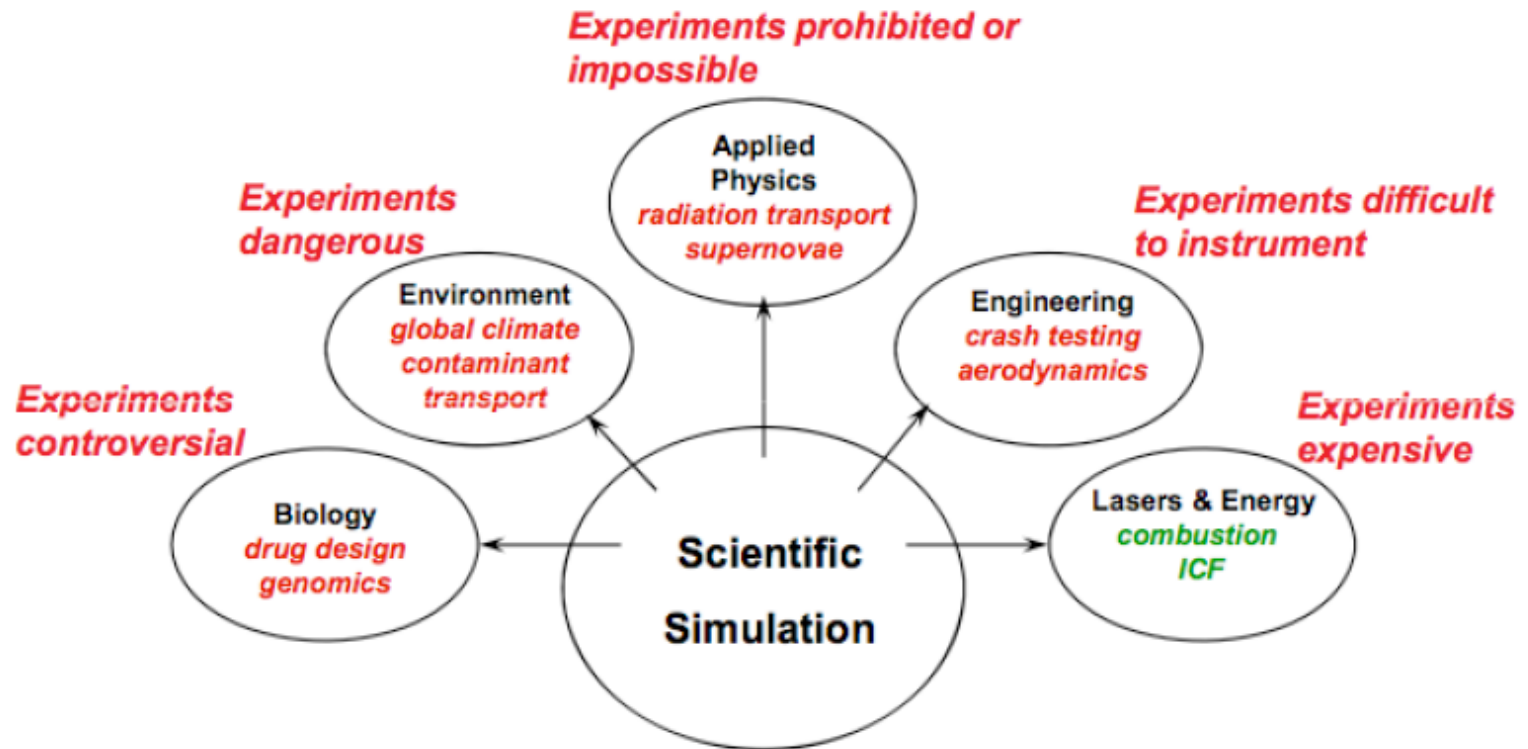 Experiments prohibited or
impossible
Applied
Physics
radiation transport
supernovae
Experiments
dangerous
Environment
global climate
contaminant
transport
Experiments difficult
to instrument
Engineering
crash testing
aerodynamics
Experiments
controversial
Biology
drug design
genomics
Experiments
expensive
Lasers & Energy
combustion
ICF
Scientific
Simulation